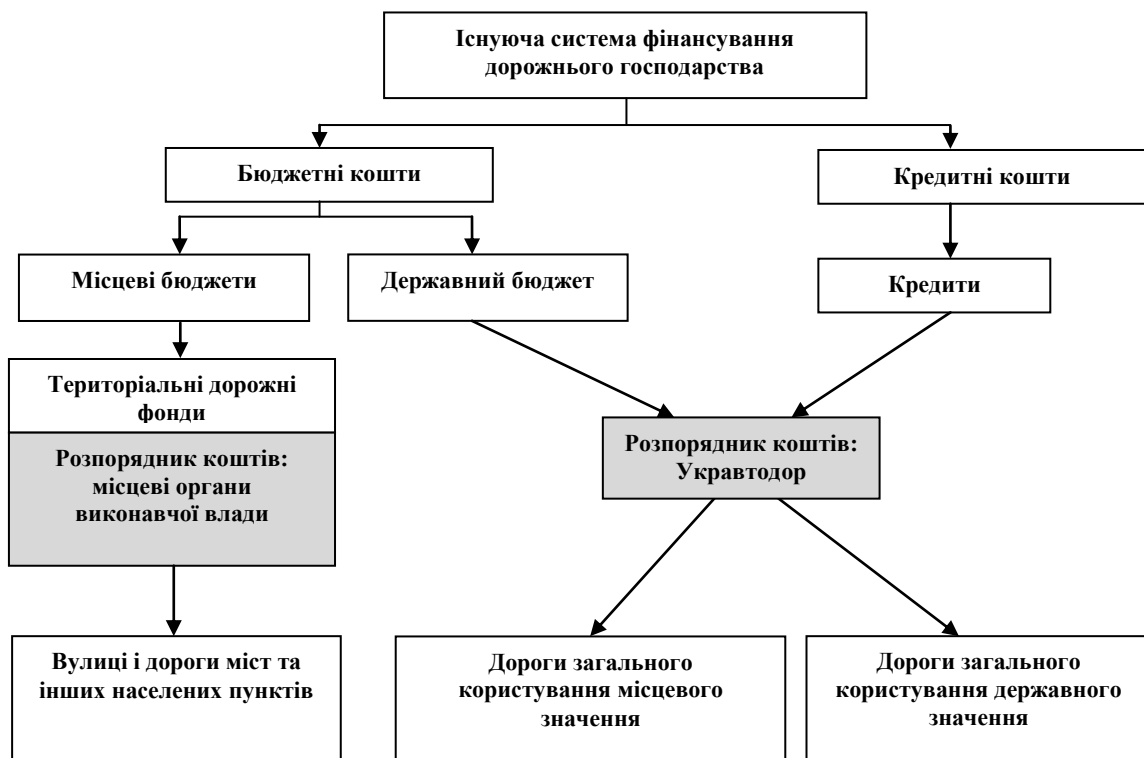 Існуюча система фінансування
дорожнього господарства
Бюджетні кошти
Кредитні кошти
Місцеві бюджети
Державний бюджет
Кредити
Територіальні дорожні
фонди
Розпорядник коштів:
місцеві органи
виконавчої влади
Розпорядник коштів:
Укравтодор
Вулиці і дороги міст та
інших населених пунктів
Дороги загального
користування місцевого
значення
Дороги загального
користування державного
значення